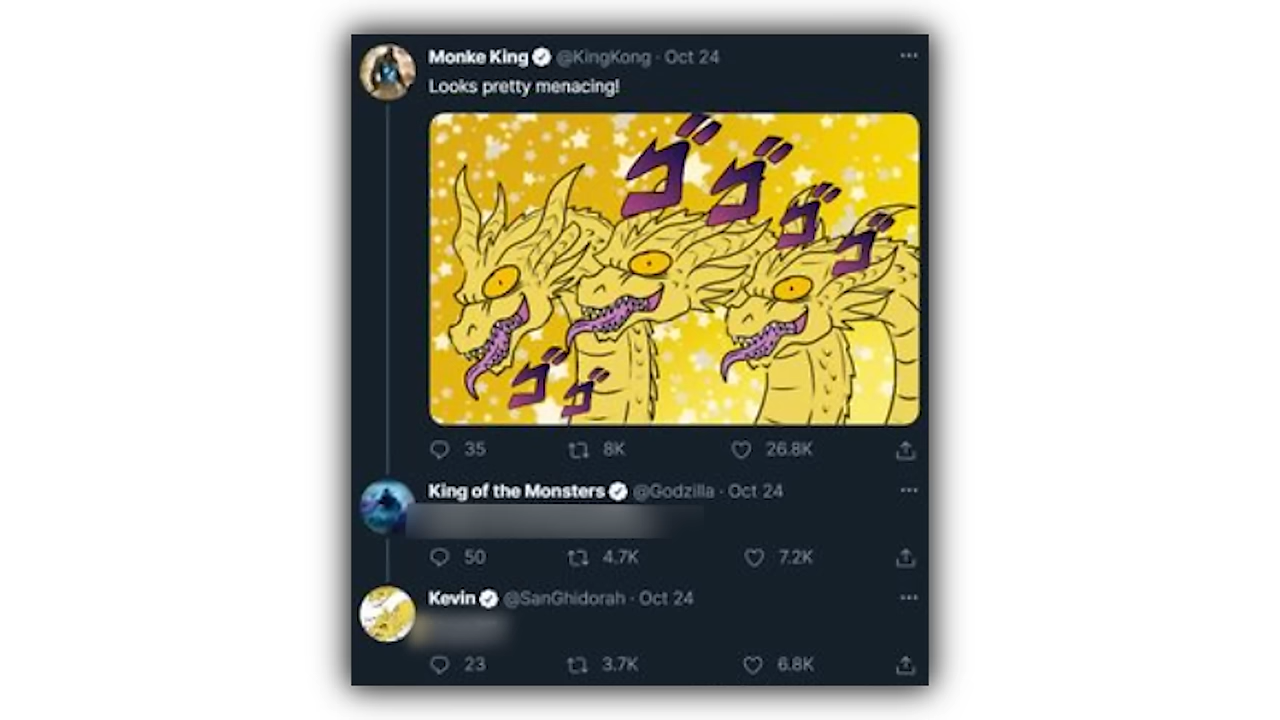 Monke King @KingKong · Oct 24
Looks pretty menacing!
ゴ ゴ ゴ ゴ
ゴ ゴ
35 8K 26.8K
King of the Monsters @Godzilla · Oct 24
50 4.7K 7.2K
Kevin @SanGhidorah · Oct 24
23 3.7K 6.8K